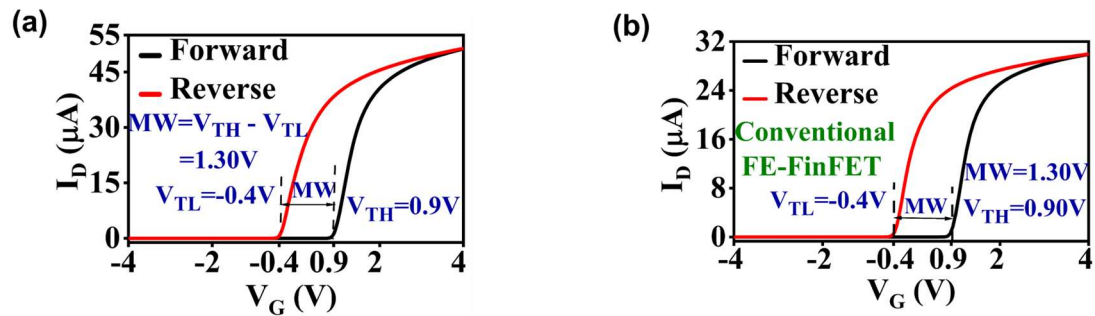 (a)
55
45
30
15
0
I_D (μA)
Forward
Reverse
MW=V_TH - V_TL
=1.30V
V_TL=-0.4V
MW
V_TH=0.9V
-4
-2
-0.4
0.9
2
4
V_G (V)
(b)
32
24
16
8
0
I_D (μA)
Forward
Reverse
Conventional
FE-FinFET
MW=1.30V
V_TL=-0.4V
MW
V_TH=0.90V
-4
-2
-0.4
0.9
2
4
V_G (V)